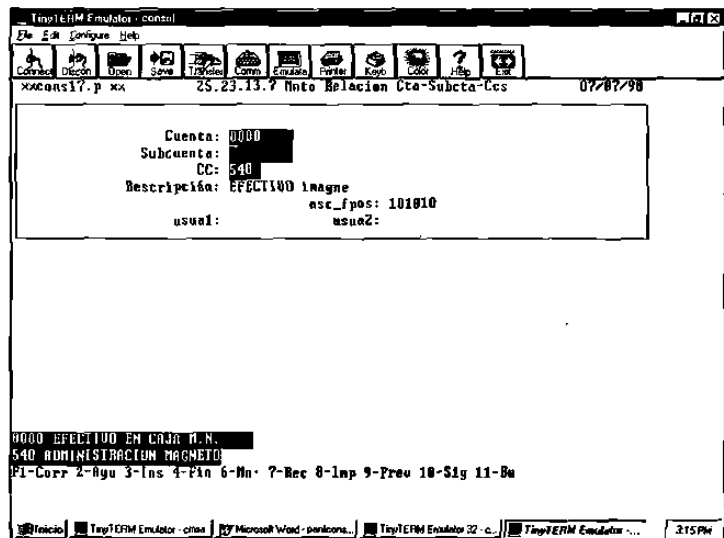 TinyTERM Emulator - consol
File Edit Configure Help
Connect Discon Open Save Transfer Comm Emulate Printer Keyb Color Help Exit
xxcons17.p xx 25.23.13.7 Mnto Relacion Cta-Subcta-Ccs 07/07/98
Cuenta: 0000
Subcuenta:
CC: 540
Descripción: EFECTIVO imagne
asc_fpos: 101010
usua1: usua2:
0000 EFECTIVO EN CAJA M.N.
540 ADMINISTRACION MAGNETO
F1-Corr 2-Ayu 3-Ins 4-Fin 6-Mn· 7-Rec 8-Imp 9-Prev 10-Sig 11-Bu
Inicio TinyTERM Emulator - cmsa Microsoft Word - panicons... TinyTERM Emulator 32 - c... TinyTERM Emulator -... 3:15 PM